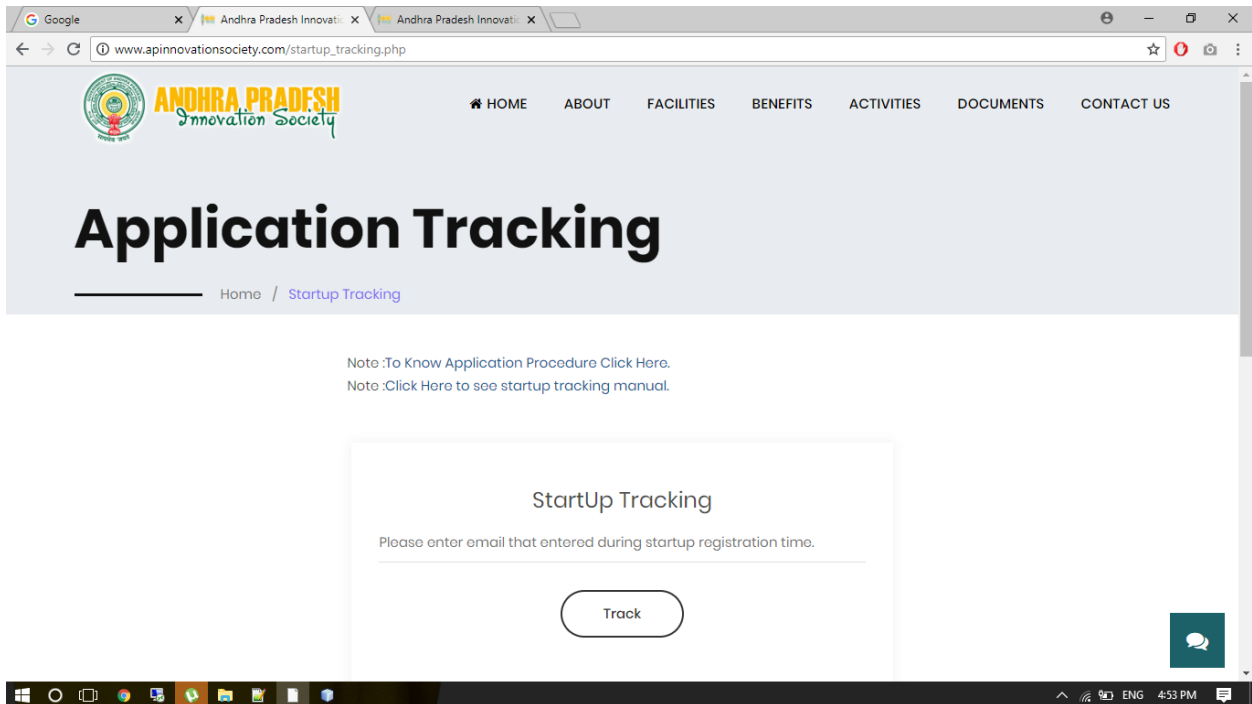 Google
Andhra Pradesh Innovatic
Andhra Pradesh Innovatic
www.apinnovationsociety.com/startup_tracking.php
ANDHRA PRADESH
Innovation Society
HOME ABOUT FACILITIES BENEFITS ACTIVITIES DOCUMENTS CONTACT US
Application Tracking
Home / Startup Tracking
Note :To Know Application Procedure Click Here.
Note :Click Here to see startup tracking manual.
StartUp Tracking
Please enter email that entered during startup registration time.
Track
ENG 4:53 PM